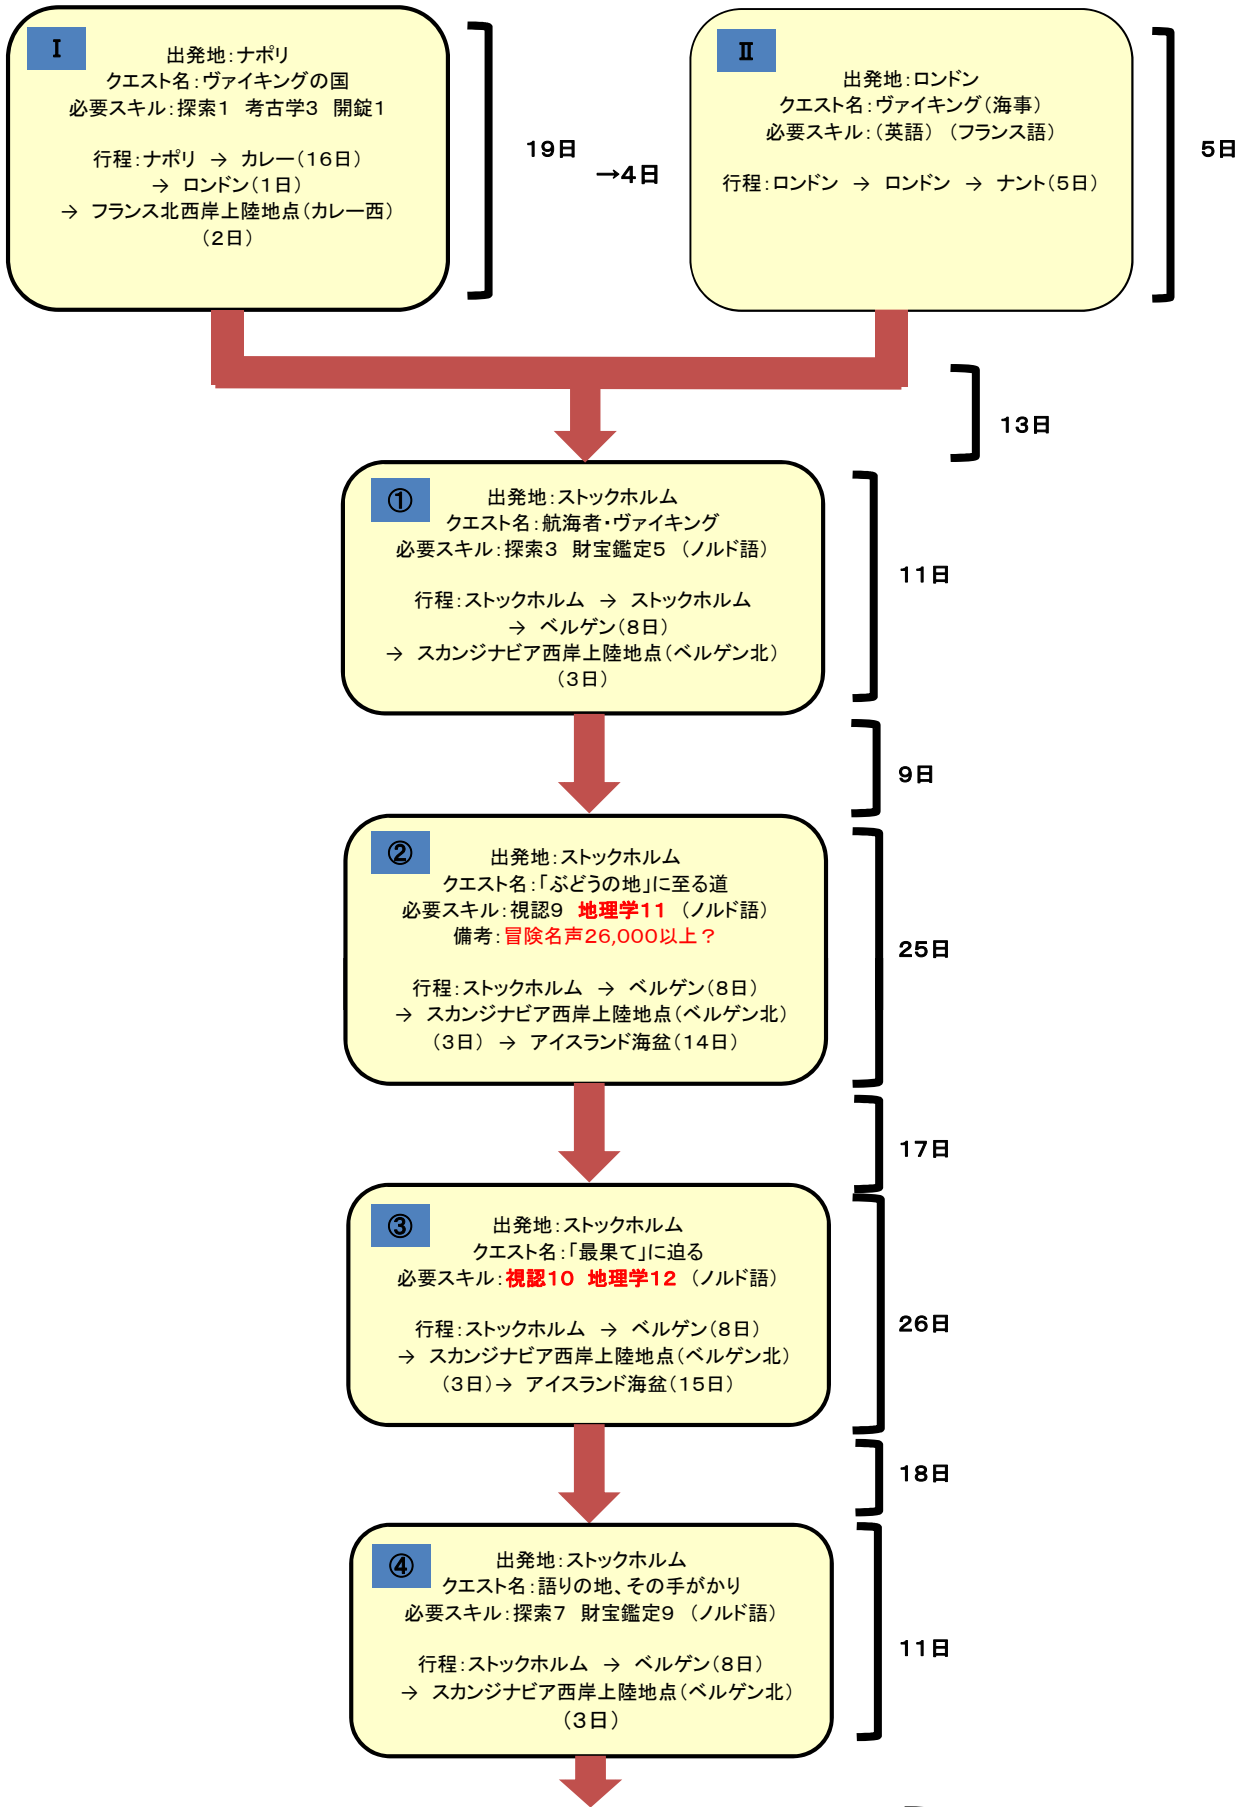 Ⅰ
出発地：ナポリ
クエスト名：ヴァイキングの国
必要スキル：探索1　考古学3　開錠1
行程：ナポリ　→　カレー（16日）
→　ロンドン（1日）
→　フランス北西岸上陸地点（カレー西）
（2日）
19日
→4日
Ⅱ
出発地：ロンドン
クエスト名：ヴァイキング（海事）
必要スキル：（英語）（フランス語）
行程：ロンドン　→　ロンドン　→　ナント（5日）
5日
13日
①
出発地：ストックホルム
クエスト名：航海者・ヴァイキング
必要スキル：探索3　財宝鑑定5　（ノルド語）
行程：ストックホルム　→　ストックホルム
→　ベルゲン（8日）
→　スカンジナビア西岸上陸地点（ベルゲン北）
（3日）
11日
9日
②
出発地：ストックホルム
クエスト名：「ぶどうの地」に至る道
必要スキル：視認9　地理学11　（ノルド語）
備考：冒険名声26,000以上？
行程：ストックホルム　→　ベルゲン（8日）
→　スカンジナビア西岸上陸地点（ベルゲン北）
（3日）　→　アイスランド海盆（14日）
25日
17日
③
出発地：ストックホルム
クエスト名：「最果て」に迫る
必要スキル：視認10　地理学12　（ノルド語）
行程：ストックホルム　→　ベルゲン（8日）
→　スカンジナビア西岸上陸地点（ベルゲン北）
（3日）→　アイスランド海盆（15日）
26日
18日
④
出発地：ストックホルム
クエスト名：語りの地、その手がかり
必要スキル：探索7　財宝鑑定9　（ノルド語）
行程：ストックホルム　→　ベルゲン（8日）
→　スカンジナビア西岸上陸地点（ベルゲン北）
（3日）
11日